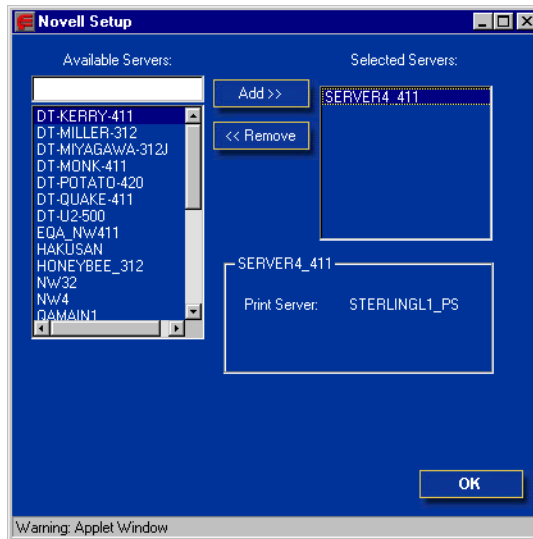 Novell Setup
Available Servers:
Selected Servers:
Add >>
<< Remove
SERVER4_411
DT-KERRY-411
DT-MILLER-312
DT-MIYAGAWA-312J
DT-MONK-411
DT-POTATO-420
DT-QUAKE-411
DT-U2-500
EQA_NW411
HAKUSAN
HONEYBEE_312
NW32
NW4
QAMAIN1
SERVER4_411
Print Server: STERLINGL1_PS
OK
Warning: Applet Window